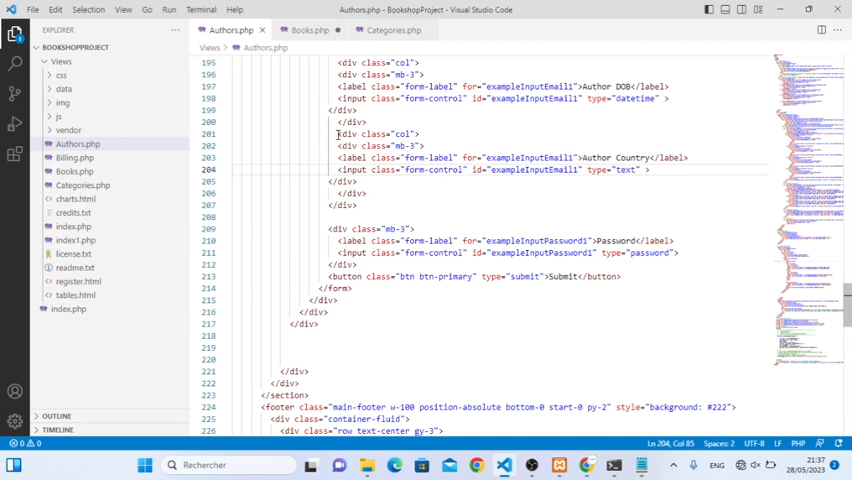 File Edit Selection View Go Run Terminal Help Authors.php - BookshopProject - Visual Studio Code
EXPLORER
Authors.php Books.php Categories.php
BOOKSHOPPROJECT
Views > Authors.php
Views
css
data
img
js
vendor
Authors.php
Billing.php
Books.php
Categories.php
charts.html
credits.txt
index.php
index1.php
license.txt
readme.txt
register.html
tables.html
index.php
OUTLINE
TIMELINE
195 <div class="col">
196 <div class="mb-3">
197 <label class="form-label" for="exampleInputEmail1">Author DOB</label>
198 <input class="form-control" id="exampleInputEmail1" type="datetime" >
199 </div>
200 </div>
201 <div class="col">
202 <div class="mb-3">
203 <label class="form-label" for="exampleInputEmail1">Author Country</label>
204 <input class="form-control" id="exampleInputEmail1" type="text" >
205 </div>
206 </div>
207 </div>
208
209 <div class="mb-3">
210 <label class="form-label" for="exampleInputPassword1">Password</label>
211 <input class="form-control" id="exampleInputPassword1" type="password">
212 </div>
213 <button class="btn btn-primary" type="submit">Submit</button>
214 </form>
215 </div>
216 </div>
217 </div>
218
219
220
221 </div>
222 </div>
223 </section>
224 <footer class="main-footer w-100 position-absolute bottom-0 start-0 py-2" style="background: #222">
225 <div class="container-fluid">
226 <div class="row text-center gy-3">
0 0 Ln 204, Col 85 Spaces: 2 UTF-8 LF PHP
Rechercher
ENG
21:37
28/05/2023
2
1